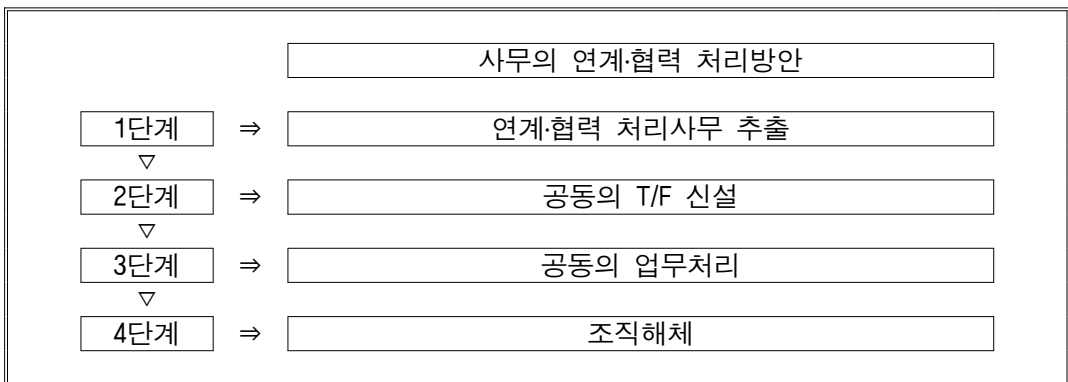 사무의 연계·협력 처리방안
1단계 ⇒ 연계·협력 처리사무 추출
▽
2단계 ⇒ 공동의 T/F 신설
▽
3단계 ⇒ 공동의 업무처리
▽
4단계 ⇒ 조직해체